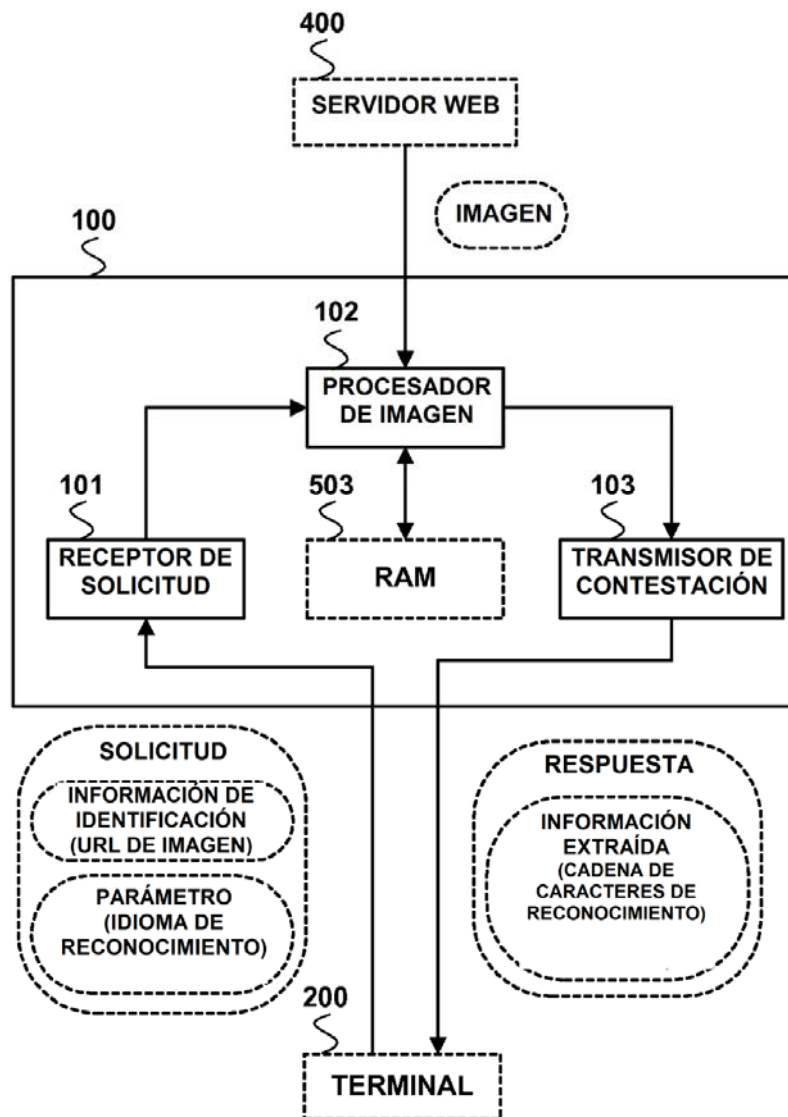 400
SERVIDOR WEB
IMAGEN
100
102
PROCESADOR
DE IMAGEN
101
503
103
RECEPTOR DE
SOLICITUD
RAM
TRANSMISOR DE
CONTESTACIÓN
SOLICITUD
INFORMACIÓN DE
IDENTIFICACIÓN
(URL DE IMAGEN)
PARÁMETRO
(IDIOMA DE
RECONOCIMIENTO)
RESPUESTA
INFORMACIÓN
EXTRAÍDA
(CADENA DE
CARACTERES DE
RECONOCIMIENTO)
200
TERMINAL